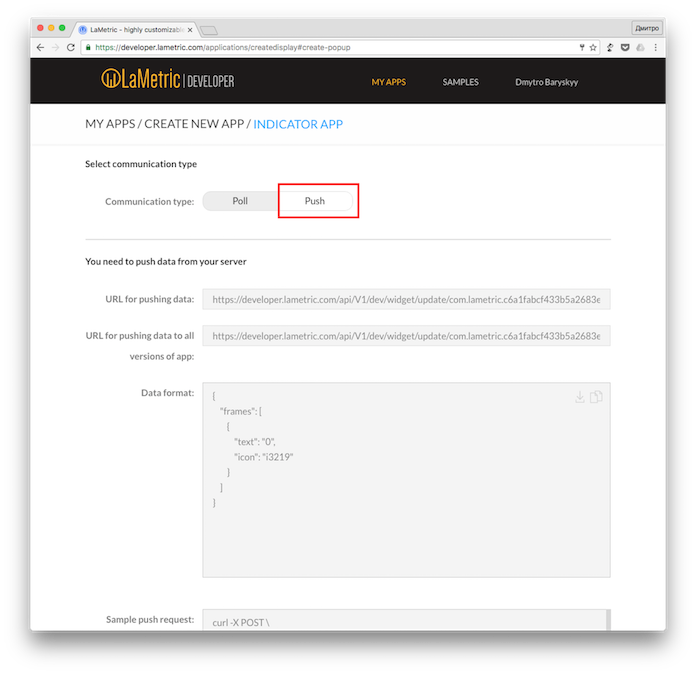 LaMetric - highly customizable
Дмитро
https://developer.lametric.com/applications/createdisplay#create-popup
LaMetric | DEVELOPER
MY APPS
SAMPLES
Dmytro Baryskyy
MY APPS / CREATE NEW APP / INDICATOR APP
Select communication type
Communication type:
Poll
Push
You need to push data from your server
URL for pushing data:
https://developer.lametric.com/api/V1/dev/widget/update/com.lametric.c6a1fabcf433b5a2683e
URL for pushing data to all
versions of app:
https://developer.lametric.com/api/V1/dev/widget/update/com.lametric.c6a1fabcf433b5a2683e
Data format:
{
"frames": [
{
"text": "0",
"icon": "i3219"
}
]
}
Sample push request:
curl -X POST \